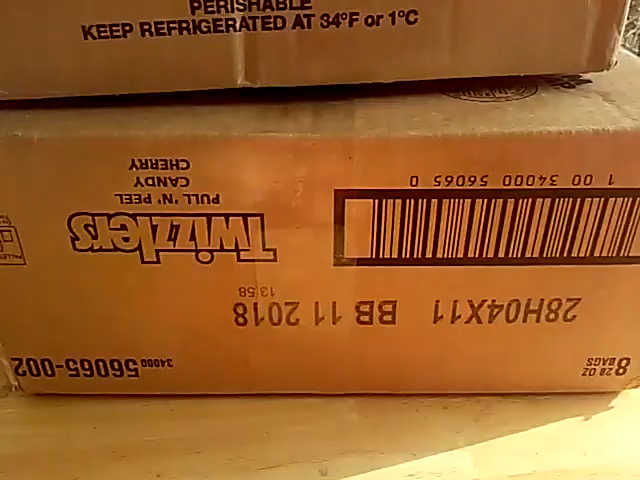 PERISHABLE
KEEP REFRIGERATED AT 34°F or 1°C
8 28 OZ
BAGS
34000 56065-002
28H04X11 BB 11 2018
13:58
TWizzlers
PULL 'N' PEEL
CANDY
CHERRY
1 00 34000 56065 0